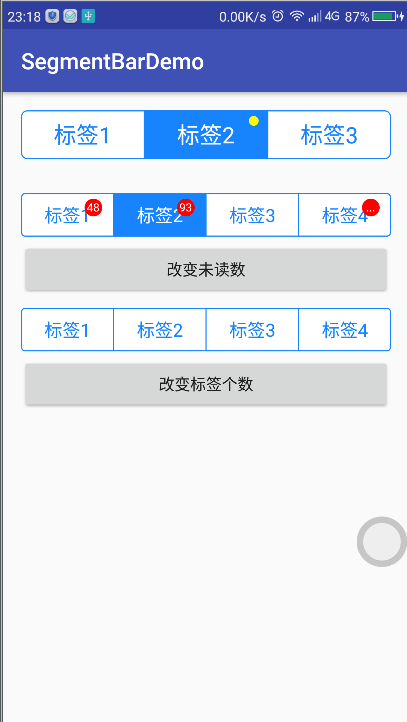 23:18 0.00K/s 4G 87%
SegmentBarDemo
标签1 标签2 标签3
标签1 48 标签2 93 标签3 标签4 ...
改变未读数
标签1 标签2 标签3 标签4
改变标签个数